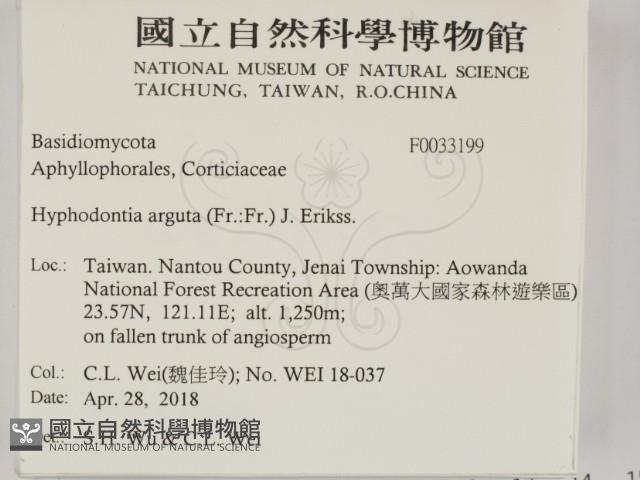 國立自然科學博物館
NATIONAL MUSEUM OF NATURAL SCIENCE
TAICHUNG, TAIWAN, R.O.CHINA
Basidiomycota F0033199
Aphyllophorales, Corticiaceae
Hyphodontia arguta (Fr.:Fr.) J. Erikss.
Loc.: Taiwan. Nantou County, Jenai Township: Aowanda
National Forest Recreation Area (奧萬大國家森林遊樂區)
23.57N, 121.11E; alt. 1,250m;
on fallen trunk of angiosperm
Col.: C.L. Wei(魏佳玲); No. WEI 18-037
Date: Apr. 28, 2018
S.H. Wu & C.L. Wei
國立自然科學博物館
NATIONAL MUSEUM OF NATURAL SCIENCE